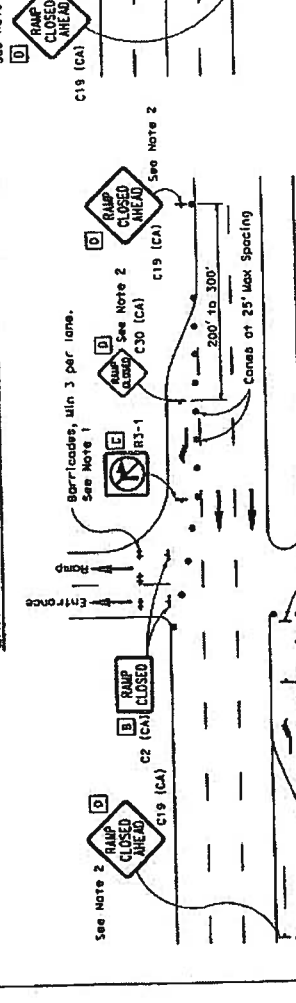 See Note
D
RAMP
CLOSED
AHEAD
C19 (CA)
D
RAMP
CLOSED
AHEAD
See Note 2
C19 (CA)
200' to 300'
Cones at 25' Max Spacing
D
See Note 2
RAMP
CLOSED
C30 (CA)
Barricades, Min 3 per lane.
See Note 1
C
R3-1
Entrance
Ramp
B
RAMP
CLOSED
C2 (CA)
See Note 2
D
RAMP
CLOSED
AHEAD
C19 (CA)